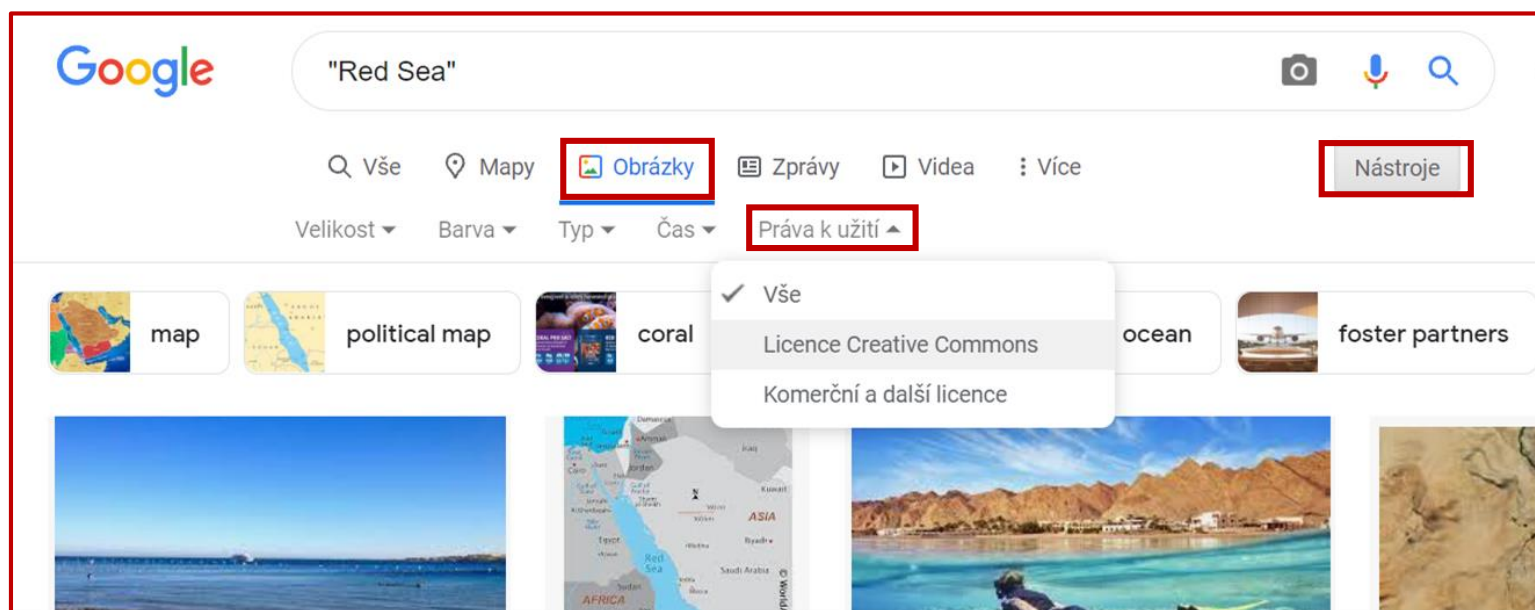 Google
"Red Sea"
Vše Mapy Obrázky Zprávy Videa Více Nástroje
Velikost Barva Typ Čas Práva k užití
Vše
Licence Creative Commons
Komerční a další licence
map political map coral ocean foster partners
Iraq
Jordan
Cairo
Kuwait
ASIA
Egypt
Riyadh
Red
Sea
Saudi Arabia
Sudan
AFRICA